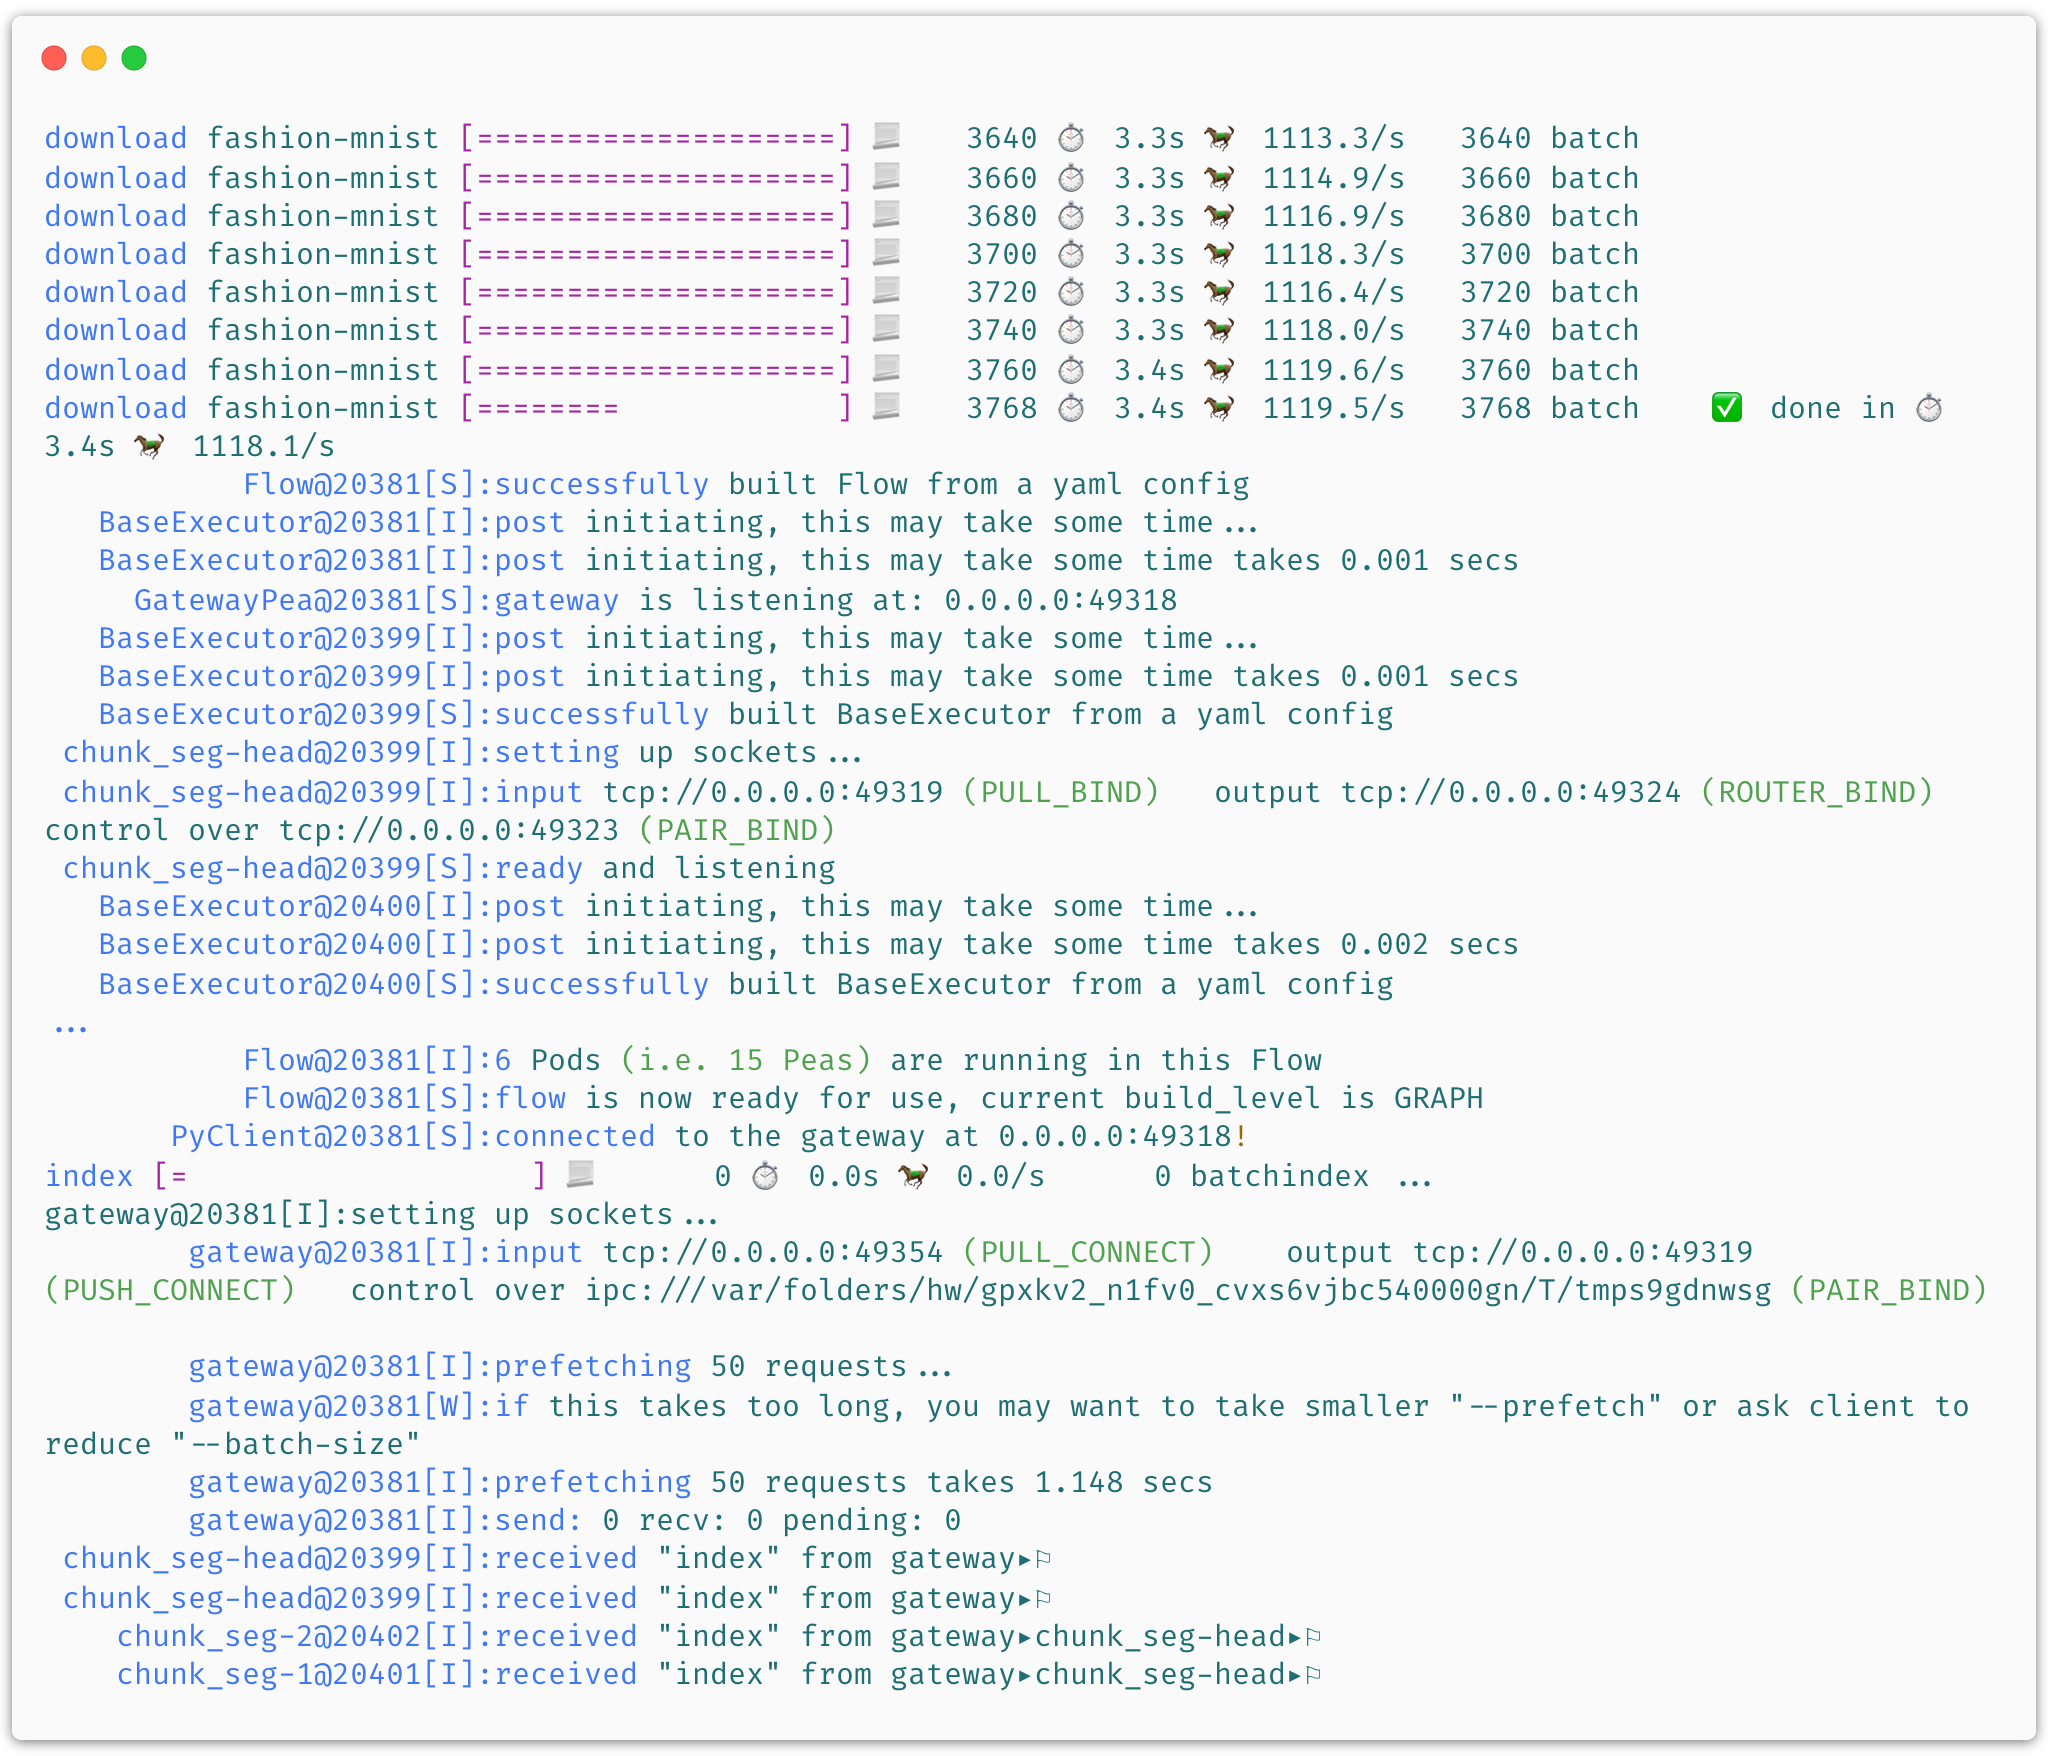 download fashion-mnist [====================] 📃    3640 ⏱ 3.3s 🐎 1113.3/s   3640 batch
download fashion-mnist [====================] 📃    3660 ⏱ 3.3s 🐎 1114.9/s   3660 batch
download fashion-mnist [====================] 📃    3680 ⏱ 3.3s 🐎 1116.9/s   3680 batch
download fashion-mnist [====================] 📃    3700 ⏱ 3.3s 🐎 1118.3/s   3700 batch
download fashion-mnist [====================] 📃    3720 ⏱ 3.3s 🐎 1116.4/s   3720 batch
download fashion-mnist [====================] 📃    3740 ⏱ 3.3s 🐎 1118.0/s   3740 batch
download fashion-mnist [====================] 📃    3760 ⏱ 3.4s 🐎 1119.6/s   3760 batch
download fashion-mnist [========            ] 📃    3768 ⏱ 3.4s 🐎 1119.5/s   3768 batch    ✅ done in ⏱
3.4s 🐎 1118.1/s
Flow@20381[S]:successfully built Flow from a yaml config
BaseExecutor@20381[I]:post initiating, this may take some time...
BaseExecutor@20381[I]:post initiating, this may take some time takes 0.001 secs
GatewayPea@20381[S]:gateway is listening at: 0.0.0.0:49318
BaseExecutor@20399[I]:post initiating, this may take some time...
BaseExecutor@20399[I]:post initiating, this may take some time takes 0.001 secs
BaseExecutor@20399[S]:successfully built BaseExecutor from a yaml config
chunk_seg-head@20399[I]:setting up sockets...
chunk_seg-head@20399[I]:input tcp://0.0.0.0:49319 (PULL_BIND)   output tcp://0.0.0.0:49324 (ROUTER_BIND)
control over tcp://0.0.0.0:49323 (PAIR_BIND)
chunk_seg-head@20399[S]:ready and listening
BaseExecutor@20400[I]:post initiating, this may take some time...
BaseExecutor@20400[I]:post initiating, this may take some time takes 0.002 secs
BaseExecutor@20400[S]:successfully built BaseExecutor from a yaml config
...
Flow@20381[I]:6 Pods (i.e. 15 Peas) are running in this Flow
Flow@20381[S]:flow is now ready for use, current build_level is GRAPH
PyClient@20381[S]:connected to the gateway at 0.0.0.0:49318!
index [=                   ] 📃      0 ⏱ 0.0s 🐎 0.0/s      0 batchindex ...
gateway@20381[I]:setting up sockets...
gateway@20381[I]:input tcp://0.0.0.0:49354 (PULL_CONNECT)    output tcp://0.0.0.0:49319
(PUSH_CONNECT)   control over ipc:///var/folders/hw/gpxkv2_n1fv0_cvxs6vjbc540000gn/T/tmps9gdnwsg (PAIR_BIND)
gateway@20381[I]:prefetching 50 requests...
gateway@20381[W]:if this takes too long, you may want to take smaller "--prefetch" or ask client to
reduce "--batch-size"
gateway@20381[I]:prefetching 50 requests takes 1.148 secs
gateway@20381[I]:send: 0 recv: 0 pending: 0
chunk_seg-head@20399[I]:received "index" from gateway▸⚐
chunk_seg-head@20399[I]:received "index" from gateway▸⚐
chunk_seg-2@20402[I]:received "index" from gateway▸chunk_seg-head▸⚐
chunk_seg-1@20401[I]:received "index" from gateway▸chunk_seg-head▸⚐